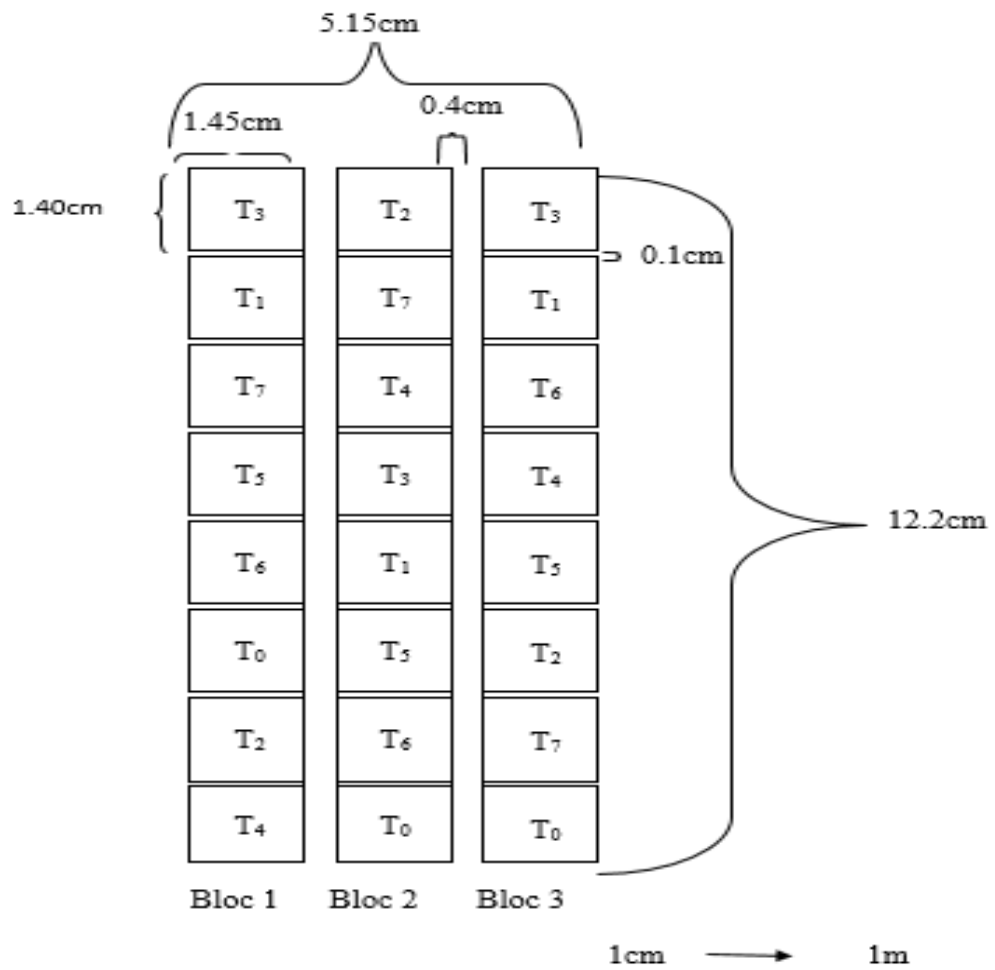 5.15cm
0.4cm
1.45cm
1.40cm
T₃ T₂ T₃
0.1cm
T₁ T₇ T₁
T₇ T₄ T₆
T₅ T₃ T₄
12.2cm
T₆ T₁ T₅
T₀ T₅ T₂
T₂ T₆ T₇
T₄ T₀ T₀
Bloc 1 Bloc 2 Bloc 3
1cm 1m